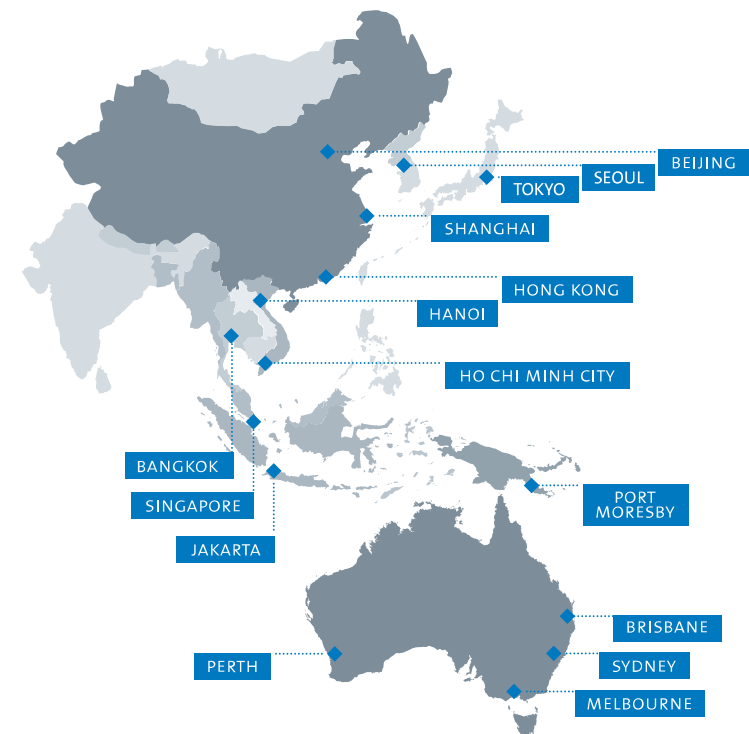 BEIJING
SEOUL
TOKYO
SHANGHAI
HONG KONG
HANOI
HO CHI MINH CITY
BANGKOK
SINGAPORE
PORT
MORESBY
JAKARTA
BRISBANE
PERTH
SYDNEY
MELBOURNE